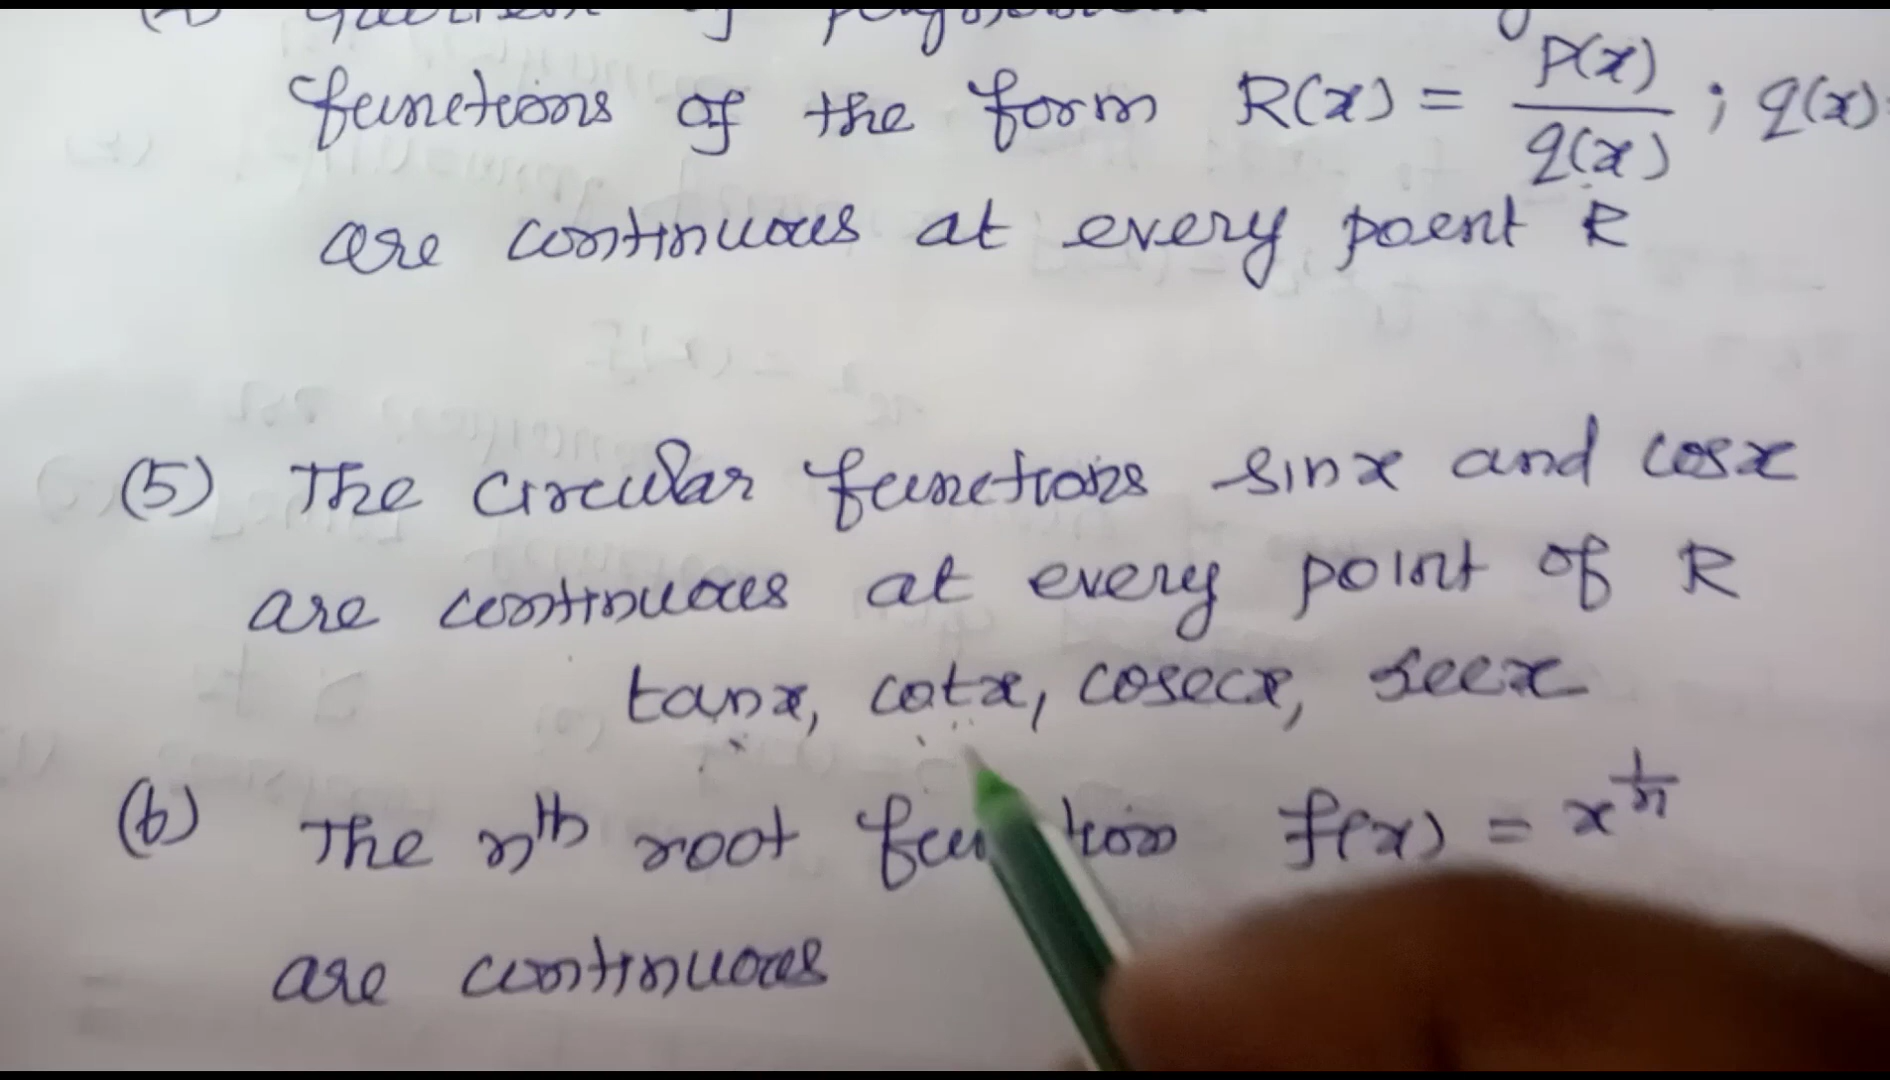 functions of the form R(x) = P(x)/q(x) ; q(x)
are continuous at every poent R
(5) The circular functions sinx and cosx
are continuous at every point of R
tanx, cotx, cosecx, secx
(6) The nth root function f(x) = x^1/n
are continuous